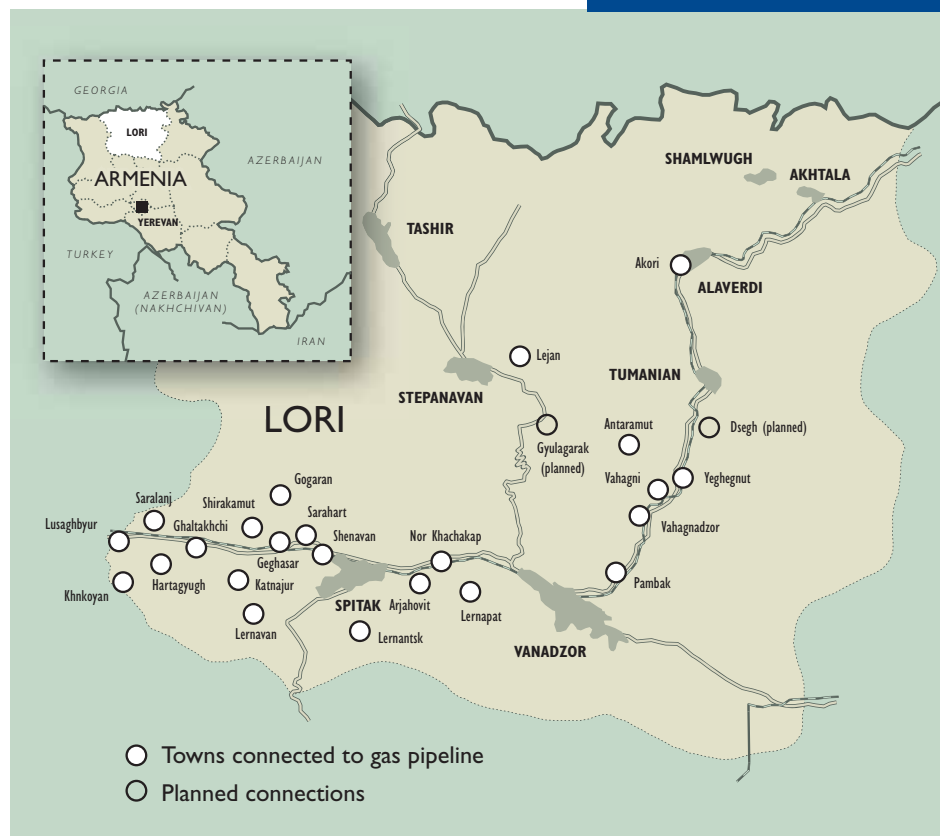 GEORGIA
LORI
AZERBAIJAN
ARMENIA
YEREVAN
TURKEY
AZERBAIJAN
(NAKHCHIVAN)
IRAN
SHAMLWUGH
AKHTALA
TASHIR
Akori
ALAVERDI
Lejan
TUMANIAN
STEPANAVAN
LORI
Gyulagarak
(planned)
Antaramut
Dsegh (planned)
Gogaran
Vahagni
Yeghegnut
Saralanj
Shirakamut
Sarahart
Lusaghbyur
Ghaltakhchi
Shenavan
Nor Khachakap
Vahagnadzor
Geghasar
Khnkoyan
Hartagyugh
Katnajur
Pambak
SPITAK
Arjahovit
Lernapat
Lernavan
Lernantsk
VANADZOR
Towns connected to gas pipeline
Planned connections